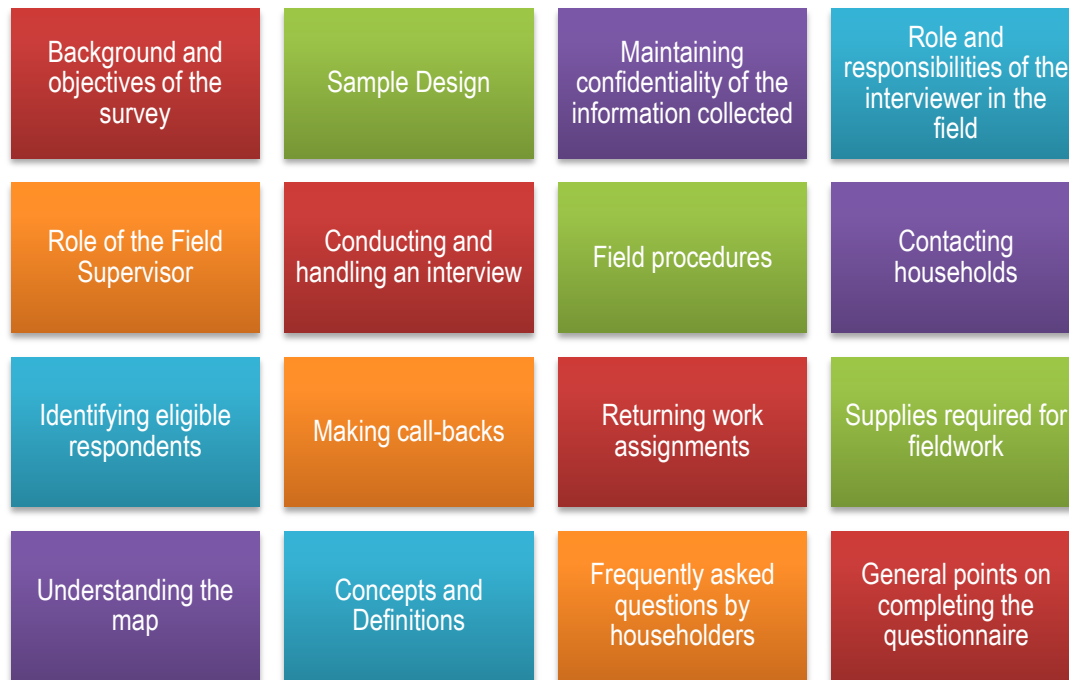 Background and
objectives of the
survey
Sample Design
Maintaining
confidentiality of the
information collected
Role and
responsibilities of the
interviewer in the
field
Role of the Field
Supervisor
Conducting and
handling an interview
Field procedures
Contacting
households
Identifying eligible
respondents
Making call-backs
Returning work
assignments
Supplies required for
fieldwork
Understanding the
map
Concepts and
Definitions
Frequently asked
questions by
householders
General points on
completing the
questionnaire